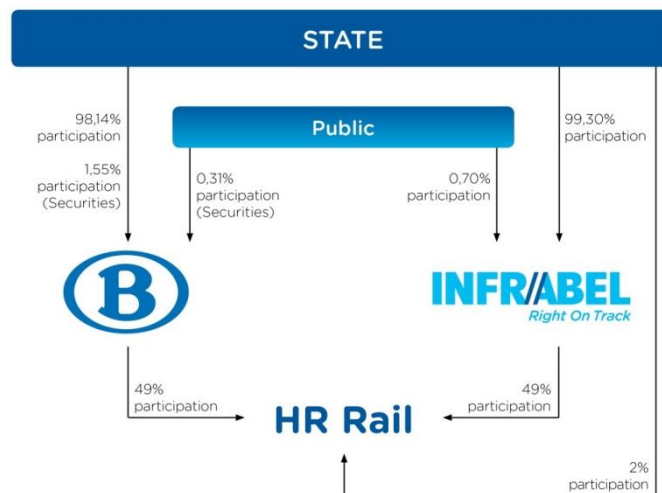 STATE
98,14%
participation
1,55%
participation
(Securities)
Public
99,30%
participation
0,31%
participation
(Securities)
0,70%
participation
B
INFRABEL
Right On Track
49%
participation
HR Rail
49%
participation
2%
participation